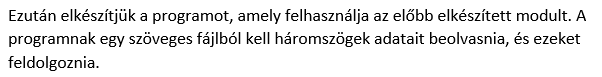 Ezután elkészítjük a programot, amely felhasználja az előbb elkészített modult. A
programnak egy szöveges fájlból kell háromszögek adatait beolvasnia, és ezeket
feldolgoznia.